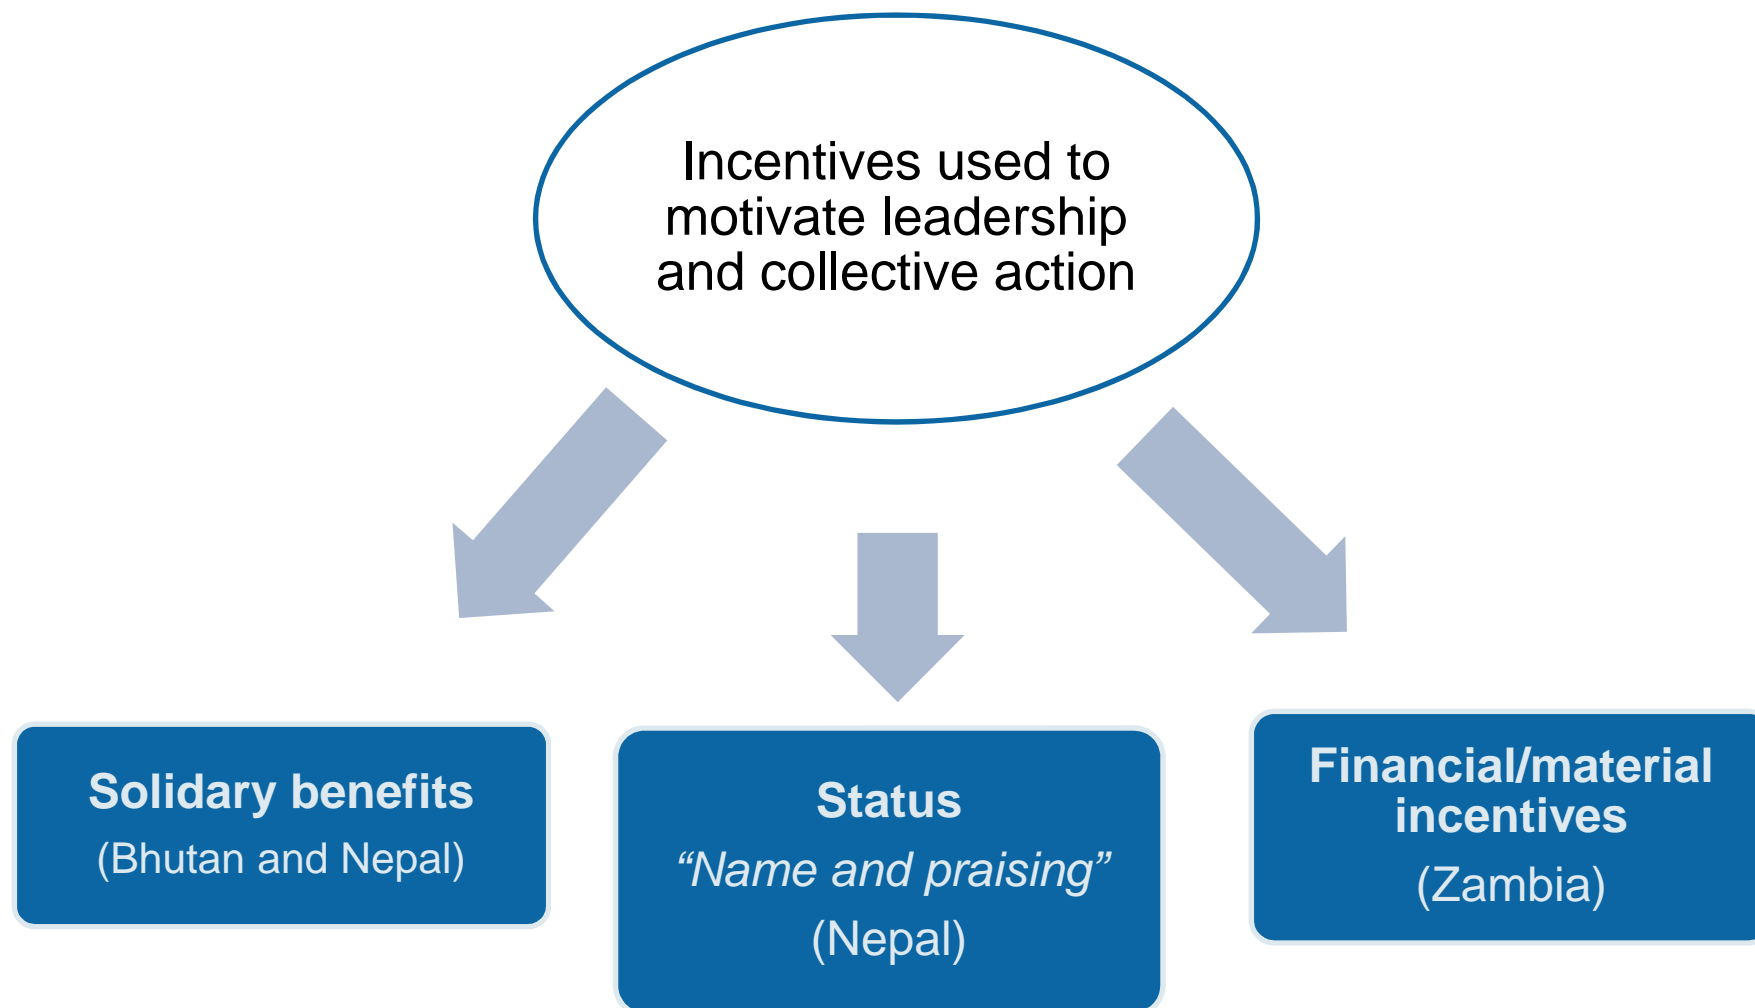 Incentives used to
motivate leadership
and collective action
Solidary benefits
(Bhutan and Nepal)
Status
“Name and praising”
(Nepal)
Financial/material
incentives
(Zambia)